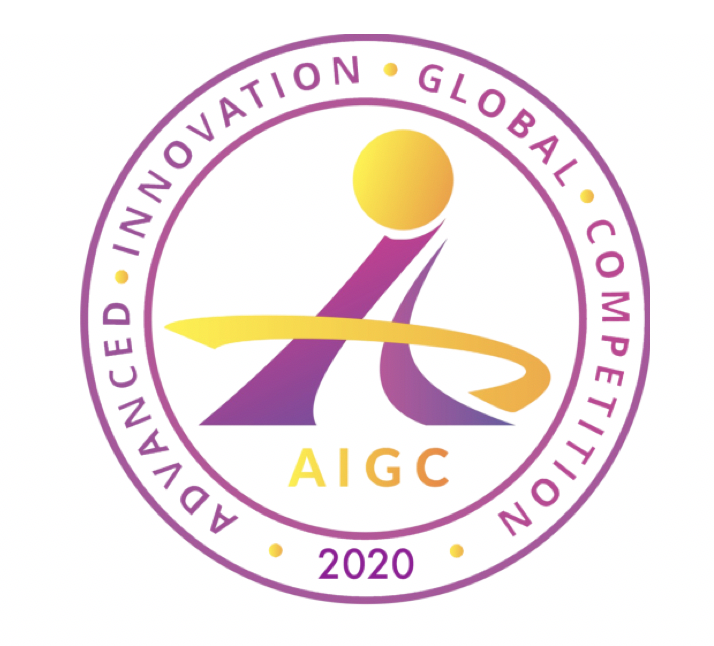 ADVANCED • INNOVATION • GLOBAL • COMPETITION
AIGC
• 2020 •